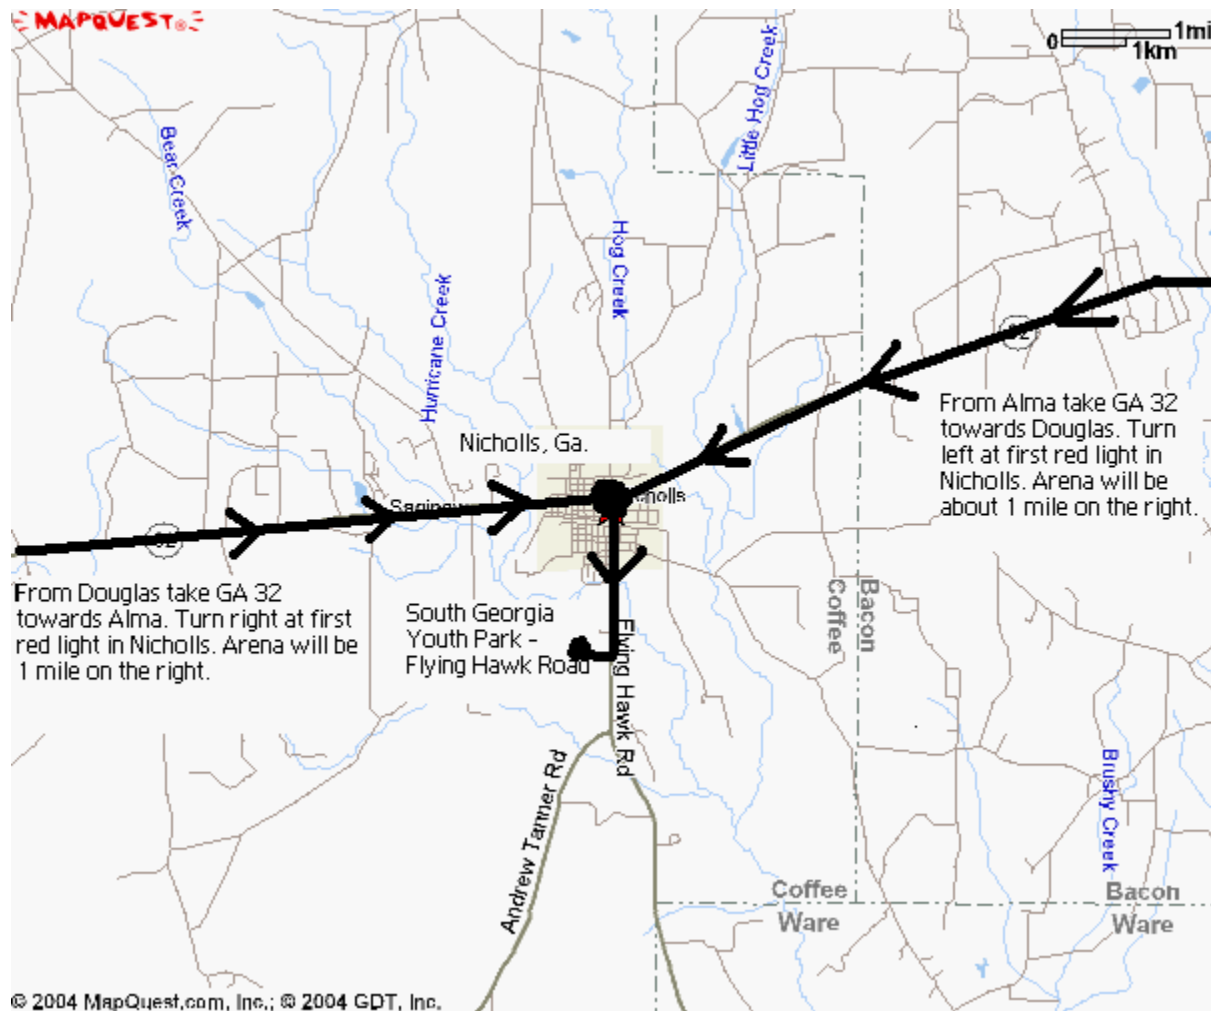 MAPQUEST
1mi
0
1km
Little Hog Creek
Bear Creek
Hog Creek
Hurricane Creek
From Alma take GA 32
towards Douglas. Turn
left at first red light in
Nicholls. Arena will be
about 1 mile on the right.
Nicholls, Ga.
From Douglas take GA 32
towards Alma. Turn right at first
red light in Nicholls. Arena will be
1 mile on the right.
South Georgia
Youth Park -
Flying Hawk Road
Bacon
Coffee
Flying Hawk Rd
Andrew Tanner Rd
Brushy Creek
Coffee
Ware
Bacon
Ware
© 2004 MapQuest.com, Inc.; © 2004 GDT, Inc.